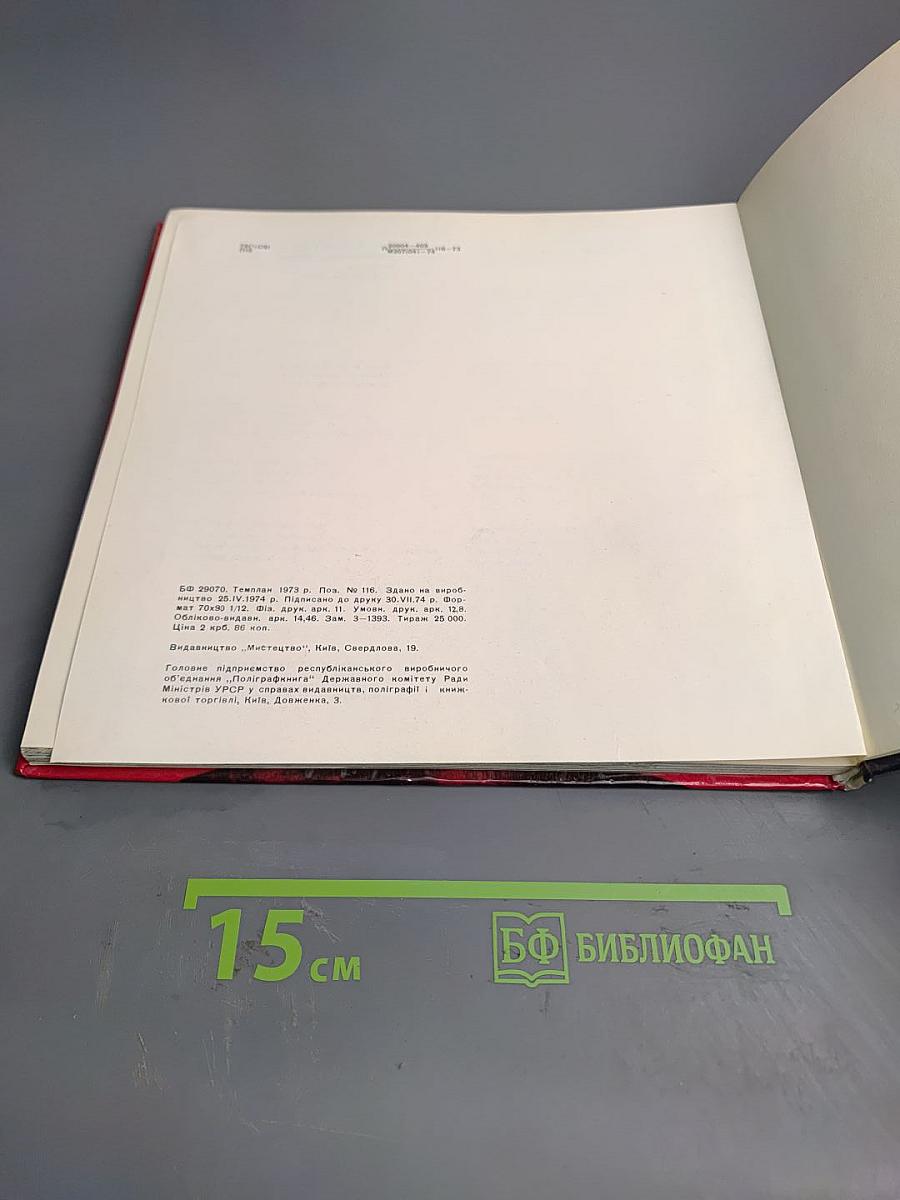 116—73
БФ 29070. Темплан 1973 р. Поз. № 116. Здано на вироб-
ництво 25.IV.1974 р. Підписано до друку 30.VII.74 р. Фор-
мат 70х90 1/12. Фіз. друк. арк. 11. Умовн. друк. арк. 12,8.
Обліково-видавн. арк. 14,46. Зам. 3—1393. Тираж 25 000.
Ціна 2 крб. 86 коп.
Видавництво „Мистецтво“, Київ, Свердлова, 19.
Головне підприємство республіканського виробничого
об'єднання „Поліграфкнига“ Державного комітету Ради
Міністрів УРСР у справах видавництв, поліграфії і книж-
кової торгівлі, Київ, Довженка, 3.
15 см
БФ БИБЛИОФАН